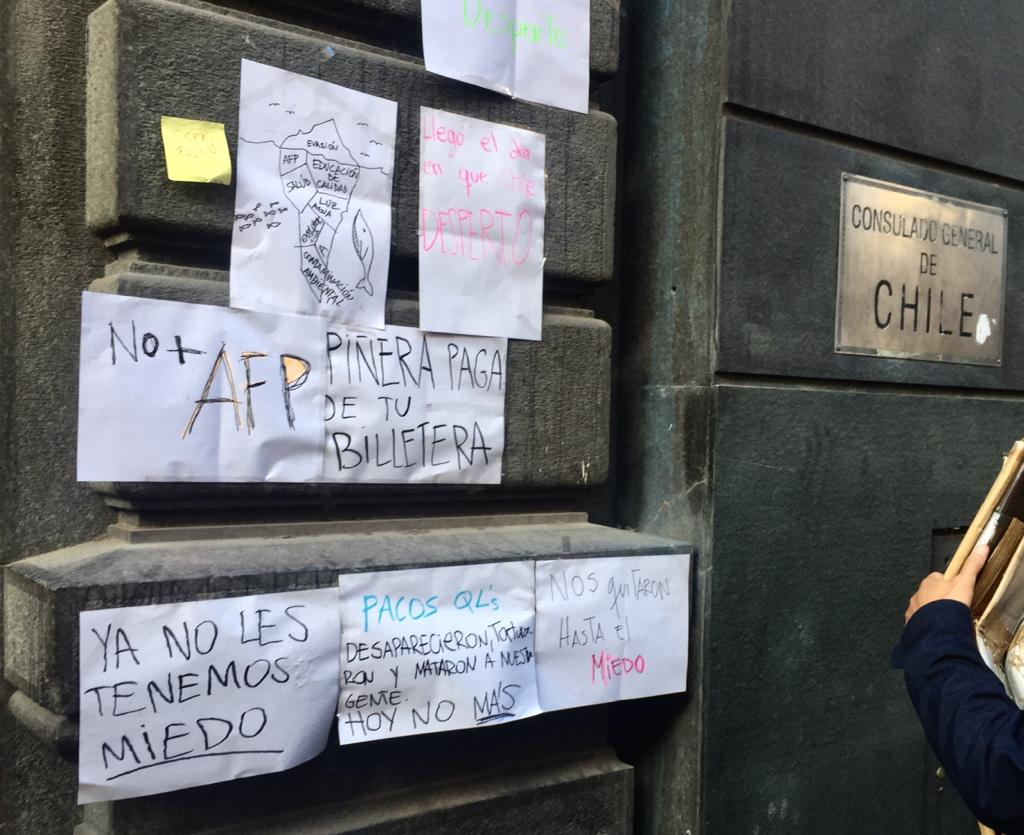 Despertó
EVASIÓN
AFP
EDUCACIÓN
DE
CALIDAD
SALUD
LUZ
AGUA
CONTAMINACIÓN
AMBIENTAL
Llegó el día
en que Chile
DESPERTO
CONSULADO GENERAL
DE
CHILE
No + AFP
PIÑERA PAGA
DE TU
BILLETERA
YA NO LES
TENEMOS
MIEDO
PACOS QL's
DESAPARECIERON, TORTURA-
RON Y MATARON A NUESTRA
GENTE.
HOY NO MÁS
NOS QUITARON
HASTA El
MiEDO